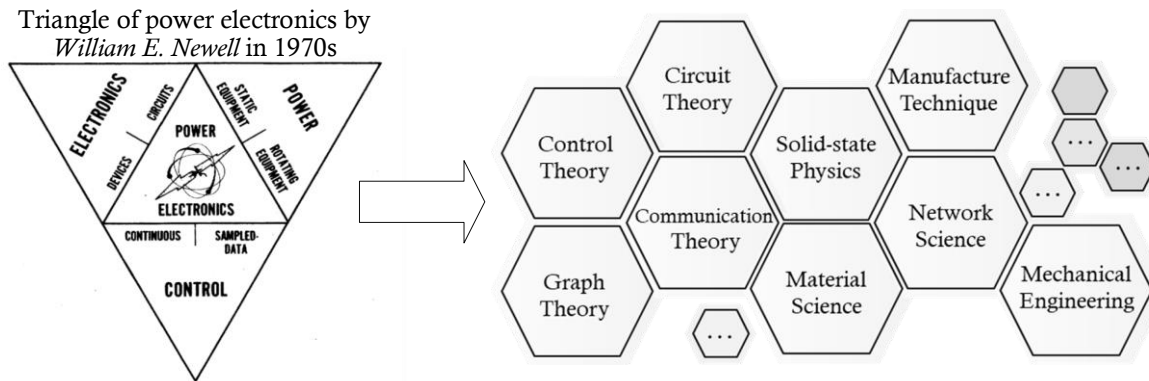 Triangle of power electronics by
William E. Newell in 1970s
ELECTRONICS
CIRCUITS
DEVICES
STATIC
EQUIPMENT
POWER
ROTATING
EQUIPMENT
POWER
ELECTRONICS
CONTINUOUS
SAMPLED-
DATA
CONTROL
Circuit
Theory
Manufacture
Technique
Control
Theory
Solid-state
Physics
Communication
Theory
Network
Science
Graph
Theory
Material
Science
Mechanical
Engineering
...
...
...
...